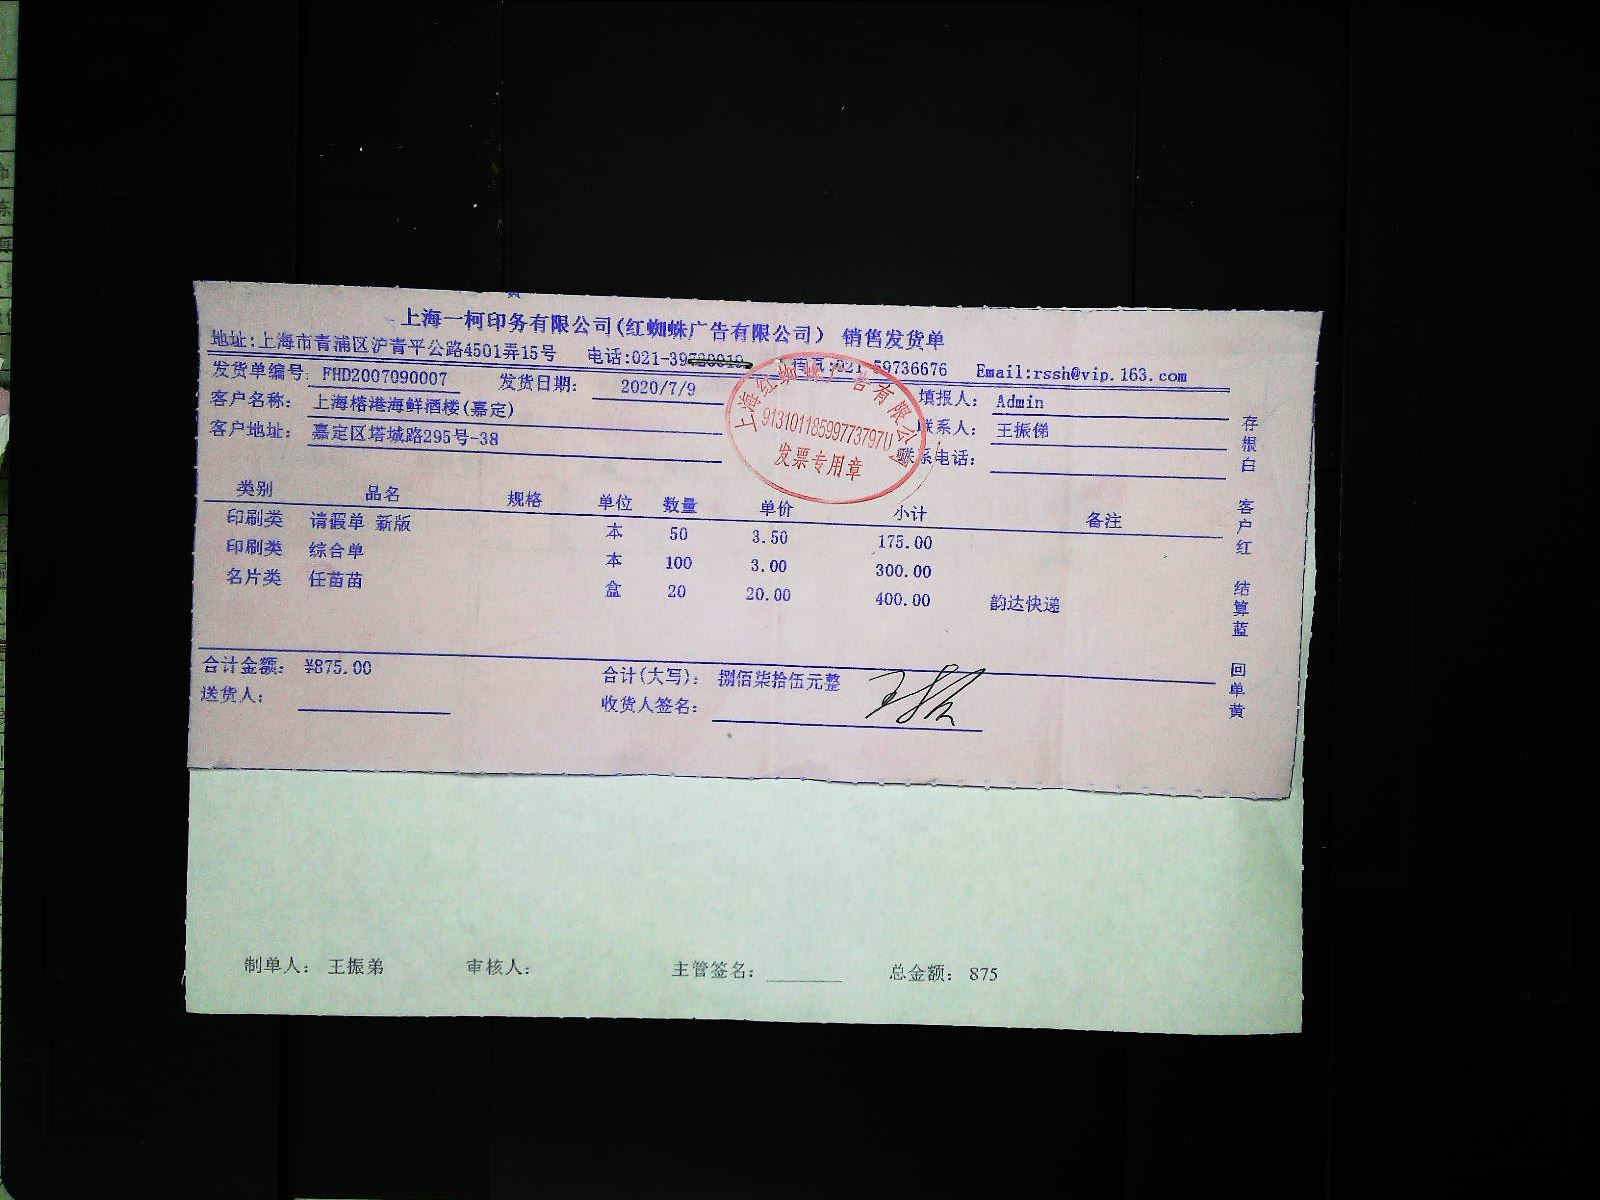 上海一柯印务有限公司(红蜘蛛广告有限公司) 销售发货单
地址:上海市青浦区沪青平公路4501弄15号 电话:021-39 传真:021-59736676 Email:rssh@vip.163.com
发货单编号: FHD2007090007 发货日期: 2020/7/9 填报人: Admin
客户名称: 上海榕港海鲜酒楼(嘉定) 联系人: 王振俤
客户地址: 嘉定区塔城路295号-38 联系电话:
上海红蜘蛛广告有限公司
91310118599773797U
发票专用章
类别 品名 规格 单位 数量 单价 小计 备注
印刷类 请假单 新版 本 50 3.50 175.00
印刷类 综合单 本 100 3.00 300.00
名片类 任苗苗 盒 20 20.00 400.00 韵达快递
合计金额: ¥875.00 合计(大写): 捌佰柒拾伍元整
送货人: 收货人签名:
存根白 客户红 结算蓝 回单黄
制单人: 王振弟 审核人: 主管签名: 总金额: 875